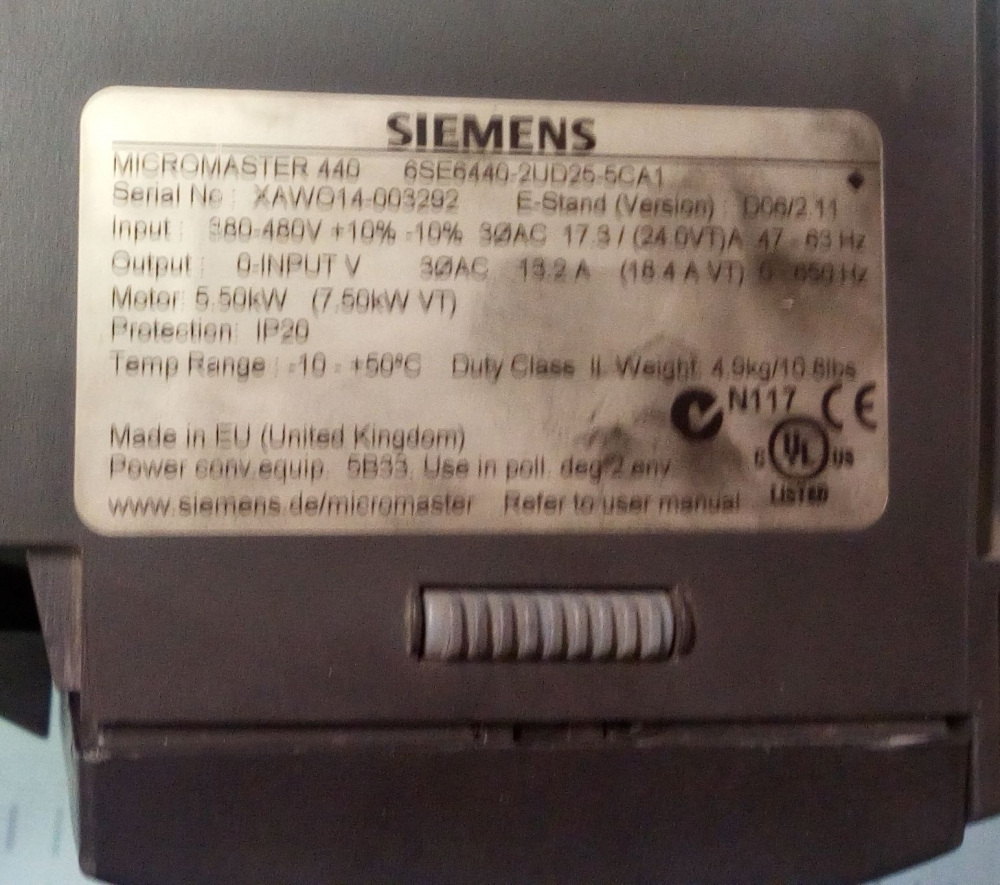 SIEMENS
MICROMASTER 440 6SE6440-2UD25-5CA1
Serial No : XAWO14-003292 E-Stand (Version) : D06/2.11
Input : 380-480V +10% -10% 3ØAC 17.3 / (24.0VT)A 47 - 63 Hz
Output : 0-INPUT V 3ØAC 13.2 A (18.4 A VT) 0 - 650 Hz
Motor: 5.50kW (7.50kW VT)
Protection: IP20
Temp Range : -10 - +50°C Duty Class II. Weight: 4.9kg/10.8lbs
N117 CE
Made in EU (United Kingdom)
C UL US
Power conv.equip. 5B33, Use in poll. deg 2 env
LISTED
www.siemens.de/micromaster Refer to user manual